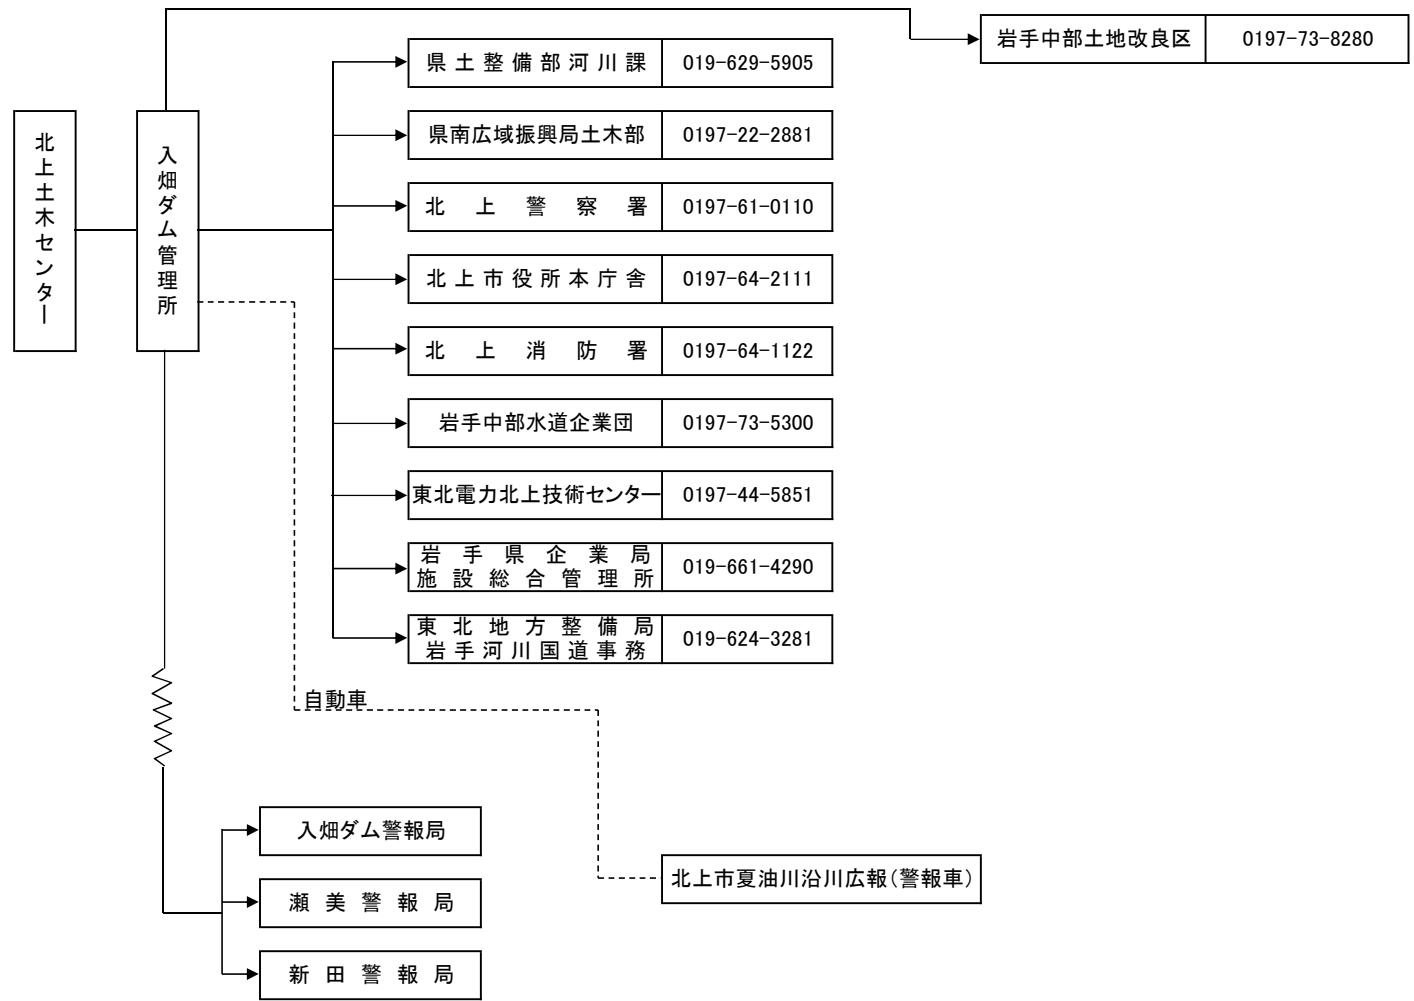 岩手中部土地改良区 0197-73-8280
県土整備部河川課 019-629-5905
県南広域振興局土木部 0197-22-2881
北上土木センター
入畑ダム管理所
北上警察署 0197-61-0110
北上市役所本庁舎 0197-64-2111
北上消防署 0197-64-1122
岩手中部水道企業団 0197-73-5300
東北電力北上技術センター 0197-44-5851
岩手県企業局
施設総合管理所 019-661-4290
東北地方整備局
岩手河川国道事務 019-624-3281
自動車
入畑ダム警報局
北上市夏油川沿川広報(警報車)
瀬美警報局
新田警報局